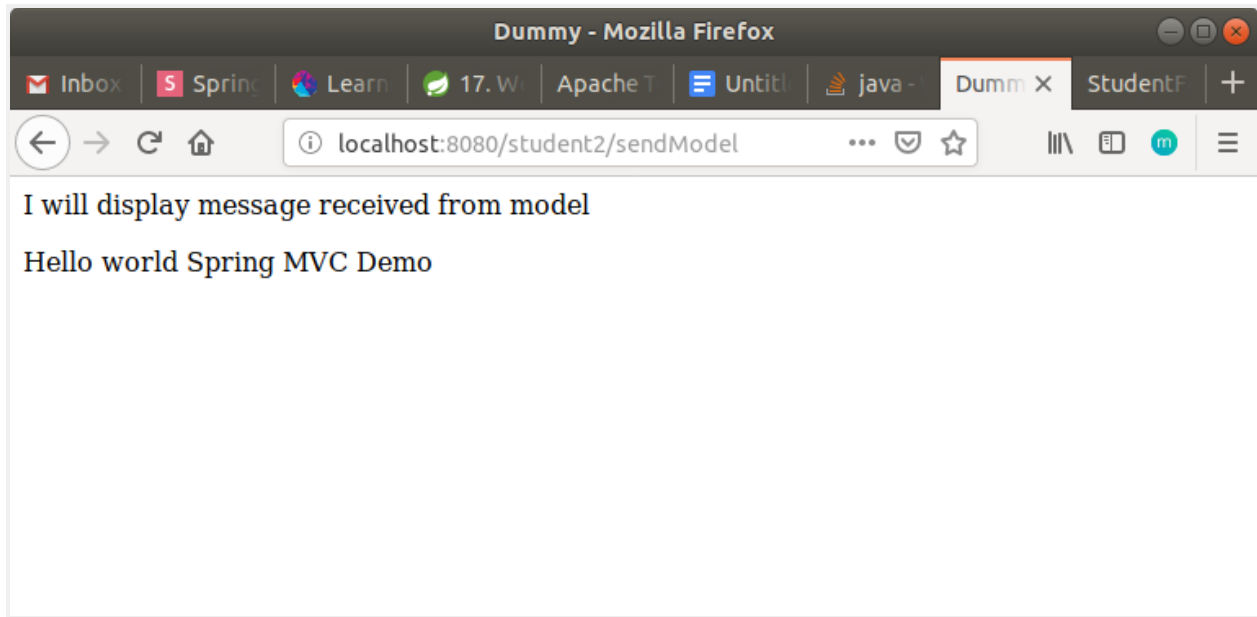 Dummy - Mozilla Firefox
Inbox S Spring Learn 17. W Apache T Untitl java - Dumm StudentF
localhost:8080/student2/sendModel m
I will display message received from model
Hello world Spring MVC Demo